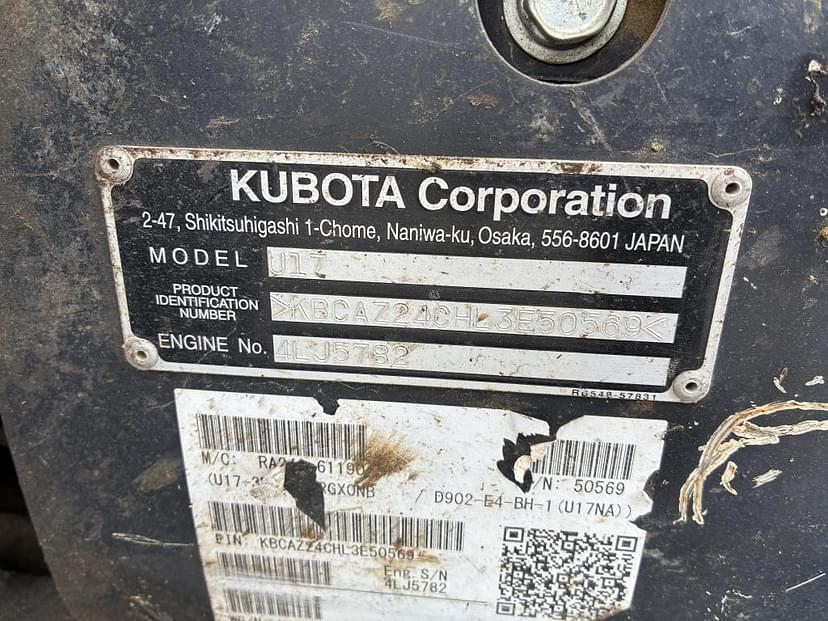 KUBOTA Corporation
2-47, Shikitsuhigashi 1-Chome, Naniwa-ku, Osaka, 556-8601 JAPAN
MODEL U17
PRODUCT IDENTIFICATION NUMBER >KBCAZ24CHL3E50569<
ENGINE No. 4LJ5782
RG548-57831
M/C: 50569
D902-E4-BH-1(U17NA))
PIN: KBCAZ24CHL3E50569
Eng.S/N
4LJ5782